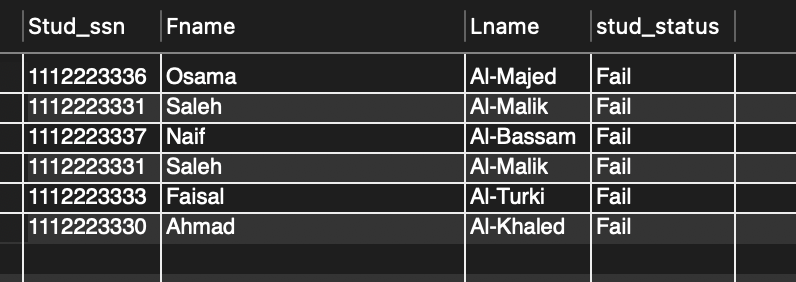 Stud_ssn Fname Lname stud_status
1112223336 Osama Al-Majed Fail
1112223331 Saleh Al-Malik Fail
1112223337 Naif Al-Bassam Fail
1112223331 Saleh Al-Malik Fail
1112223333 Faisal Al-Turki Fail
1112223330 Ahmad Al-Khaled Fail